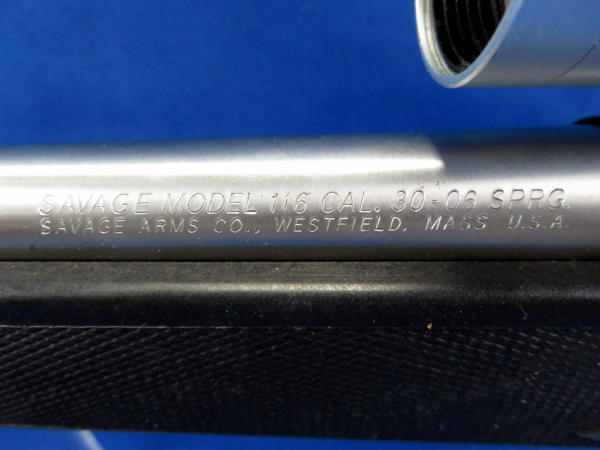 SAVAGE MODEL 116 CAL. 30-06 SPRG.
SAVAGE ARMS CO., WESTFIELD, MASS. U.S.A.